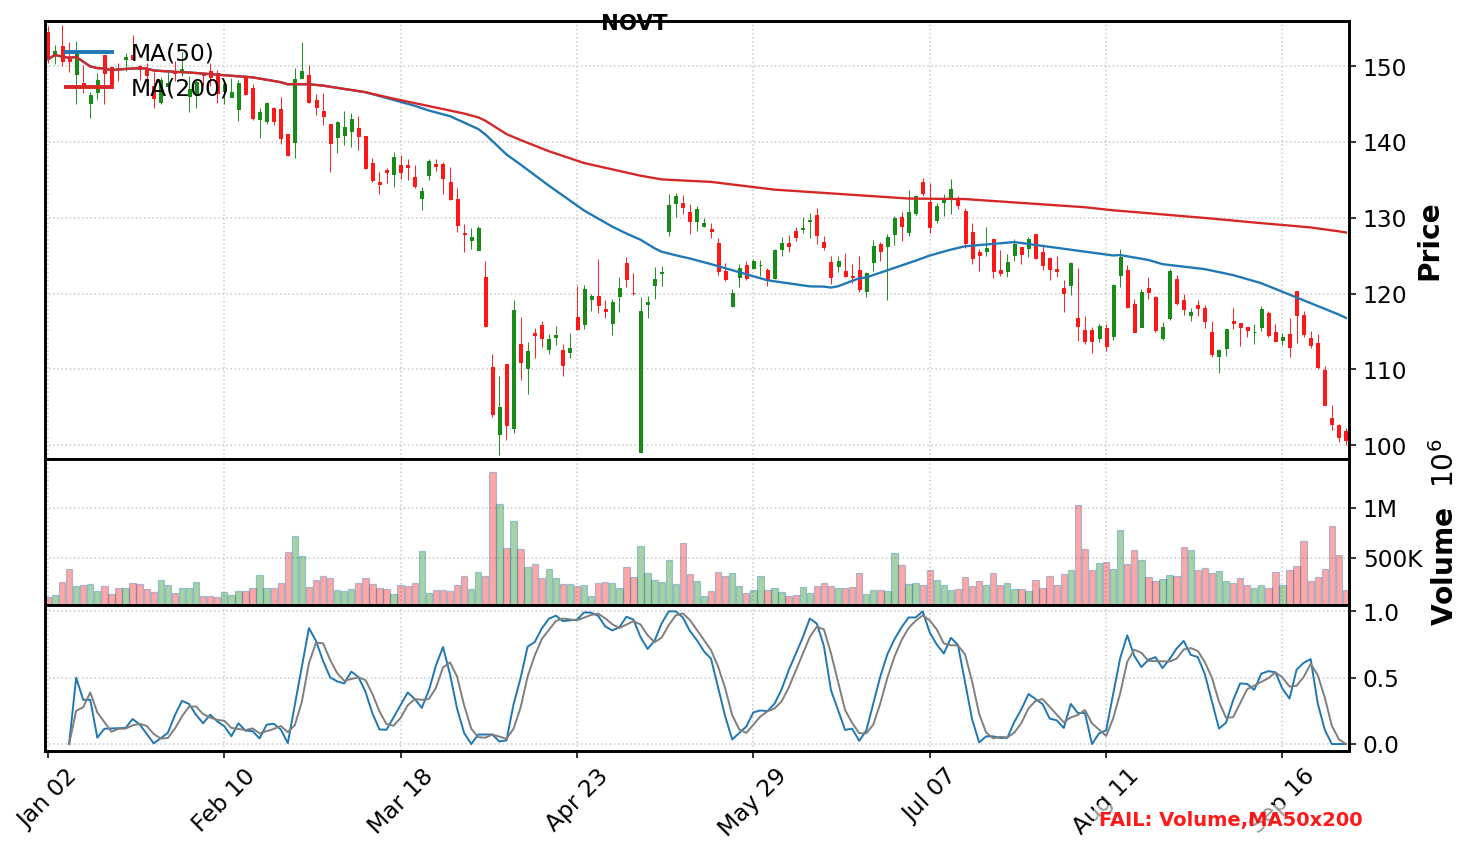 NOVT
MA(50)
MA(200)
150
140
130
120
110
100
Price
1M
500K
Volume 10^6
1.0
0.5
0.0
Jan 02
Feb 10
Mar 18
Apr 23
May 29
Jul 07
Aug 11
Sep 16
FAIL: Volume,MA50x200